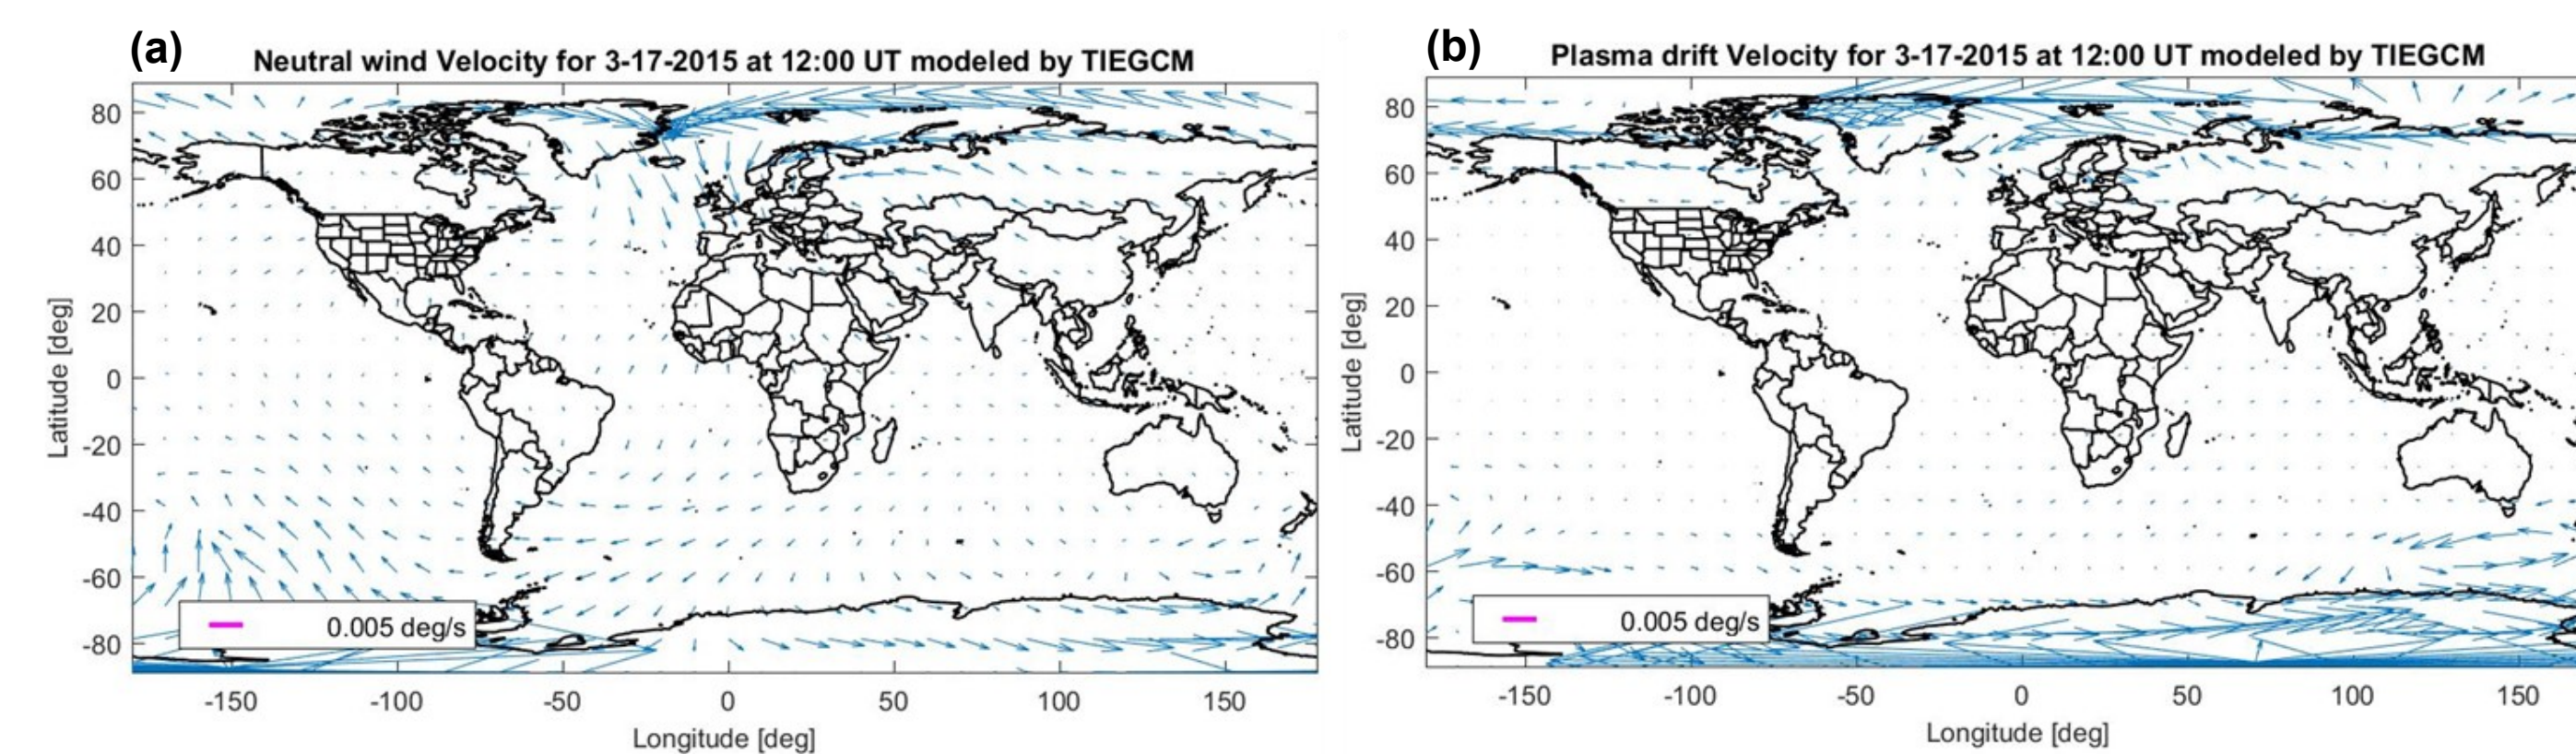 (a)
Neutral wind Velocity for 3-17-2015 at 12:00 UT modeled by TIEGCM
80
60
40
20
0
-20
-40
-60
-80
Latitude [deg]
0.005 deg/s
-150 -100 -50 0 50 100 150
Longitude [deg]
(b)
Plasma drift Velocity for 3-17-2015 at 12:00 UT modeled by TIEGCM
80
60
40
20
0
-20
-40
-60
-80
Latitude [deg]
0.005 deg/s
-150 -100 -50 0 50 100 150
Longitude [deg]